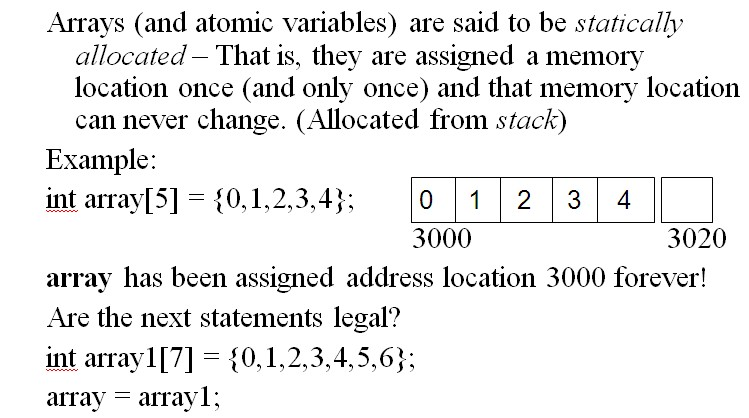 Arrays (and atomic variables) are said to be statically
allocated – That is, they are assigned a memory
location once (and only once) and that memory location
can never change. (Allocated from stack)
Example:
int array[5] = {0,1,2,3,4};
0 1 2 3 4
3000 3020
array has been assigned address location 3000 forever!
Are the next statements legal?
int array1[7] = {0,1,2,3,4,5,6};
array = array1;